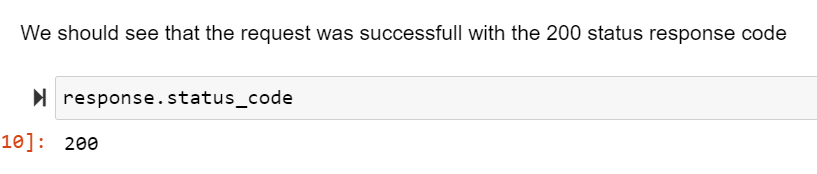 We should see that the request was successfull with the 200 status response code
response.status_code
10]: 200